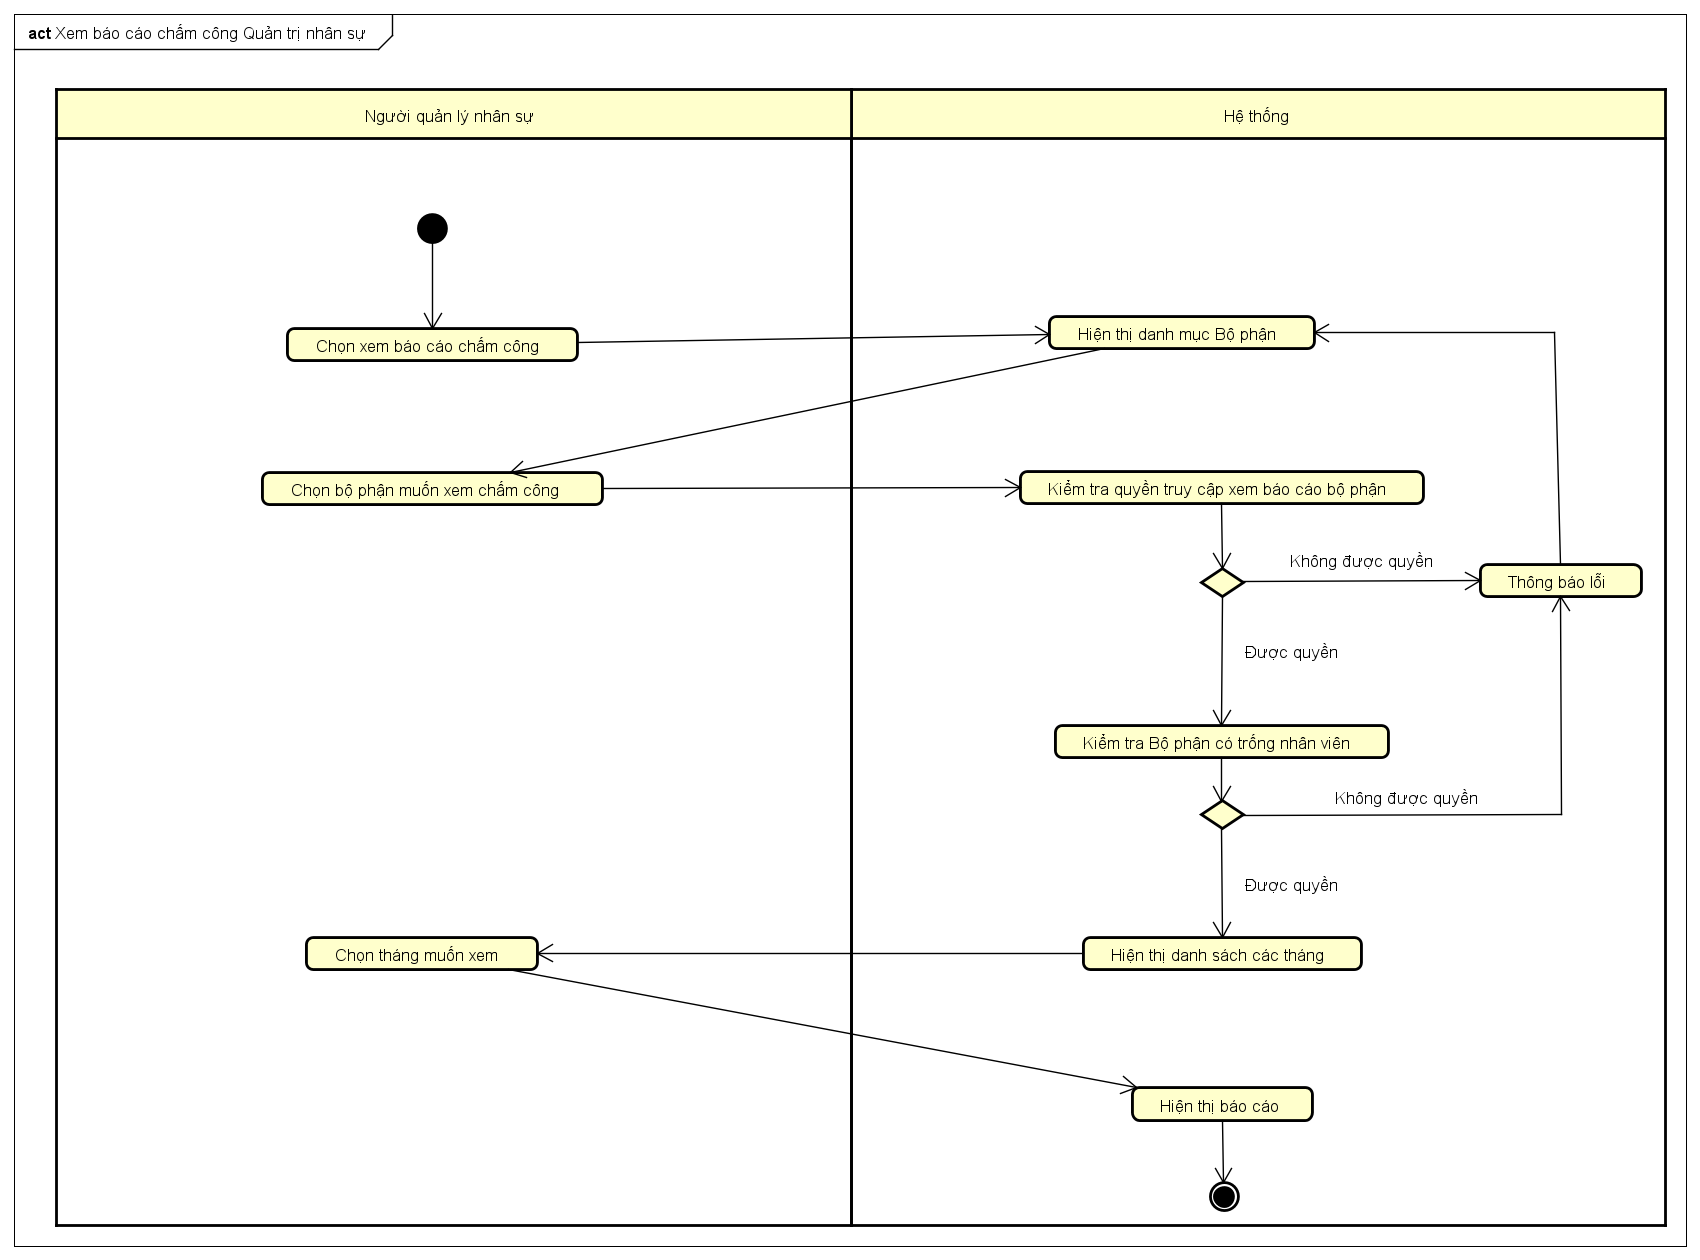 act Xem báo cáo chấm công Quản trị nhân sự
Người quản lý nhân sự
Hệ thống
Chọn xem báo cáo chấm công
Hiện thị danh mục Bộ phận
Chọn bộ phận muốn xem chấm công
Kiểm tra quyền truy cập xem báo cáo bộ phận
Không được quyền
Thông báo lỗi
Được quyền
Kiểm tra Bộ phận có trống nhân viên
Không được quyền
Được quyền
Chọn tháng muốn xem
Hiện thị danh sách các tháng
Hiện thị báo cáo